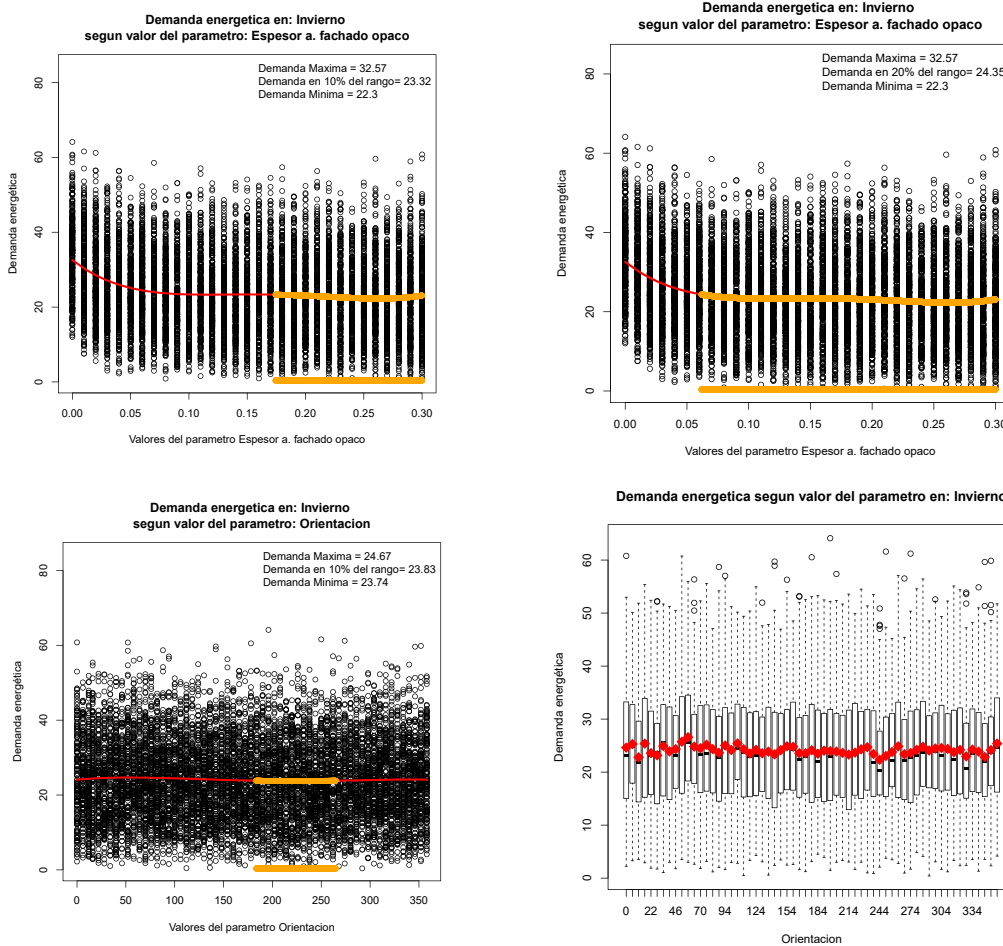 Demanda energetica en: Invierno
segun valor del parametro: Espesor a. fachado opaco
Demanda Maxima = 32.57
Demanda en 10% del rango= 23.32
Demanda Minima = 22.3
Demanda energética
0
20
40
60
80
0.00 0.05 0.10 0.15 0.20 0.25 0.30
Valores del parametro Espesor a. fachado opaco
Demanda energetica en: Invierno
segun valor del parametro: Espesor a. fachado opaco
Demanda Maxima = 32.57
Demanda en 20% del rango= 24.35
Demanda Minima = 22.3
Demanda energética
0
20
40
60
80
0.00 0.05 0.10 0.15 0.20 0.25 0.30
Valores del parametro Espesor a. fachado opaco
Demanda energetica en: Invierno
segun valor del parametro: Orientacion
Demanda Maxima = 24.67
Demanda en 10% del rango= 23.83
Demanda Minima = 23.74
Demanda energética
0
20
40
60
80
0 50 100 150 200 250 300 350
Valores del parametro Orientacion
Demanda energetica segun valor del parametro en: Invierno
Demanda energética
0
10
20
30
40
50
60
0 22 46 70 94 124 154 184 214 244 274 304 334
Orientacion